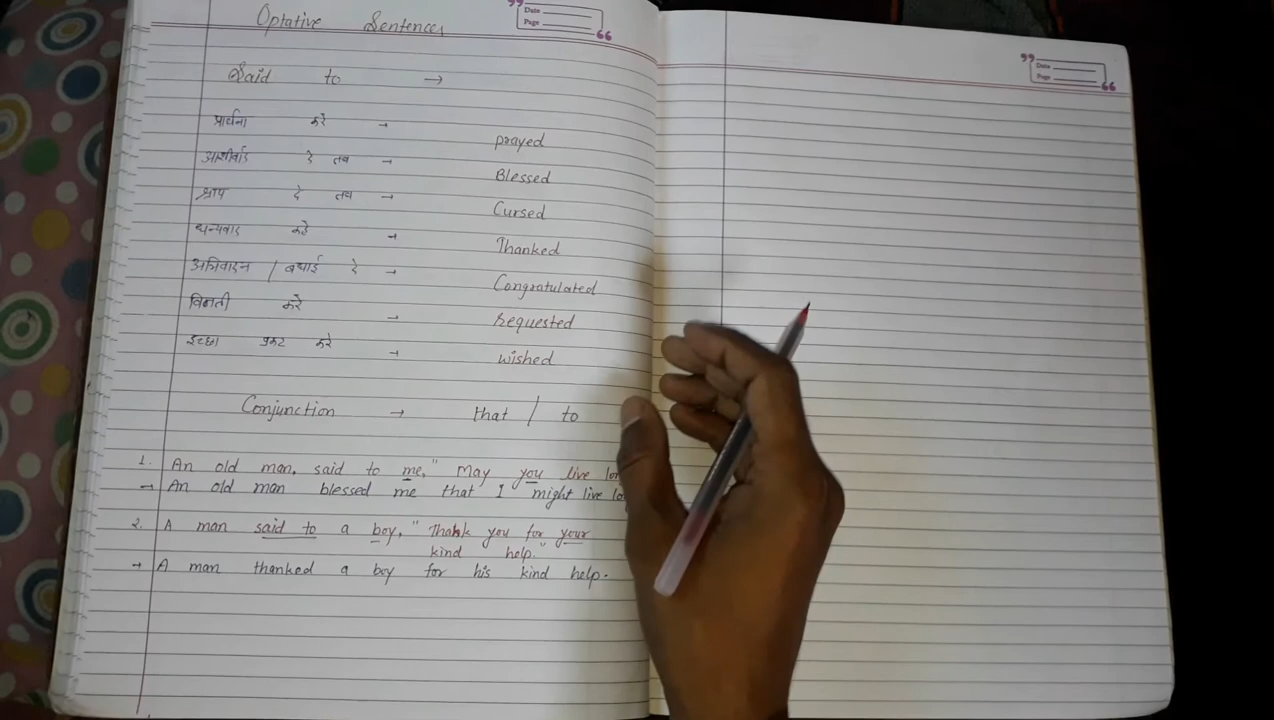 Optative Sentences
Date
Page
Said to →
प्रार्थना करे → prayed
आशीर्वाद दे तब → Blessed
श्राप दे तब → Cursed
धन्यवाद कहे → Thanked
अभिवादन / बधाई दे → Congratulated
विनती करे → Requested
इच्छा प्रकट करे → wished
Conjunction → that / to
1. An old man, said to me, " May you live
→ An old man blessed me that I might live
2. A man said to a boy, " Thank you for your
kind help."
→ A man thanked a boy for his kind help.
Date
Page